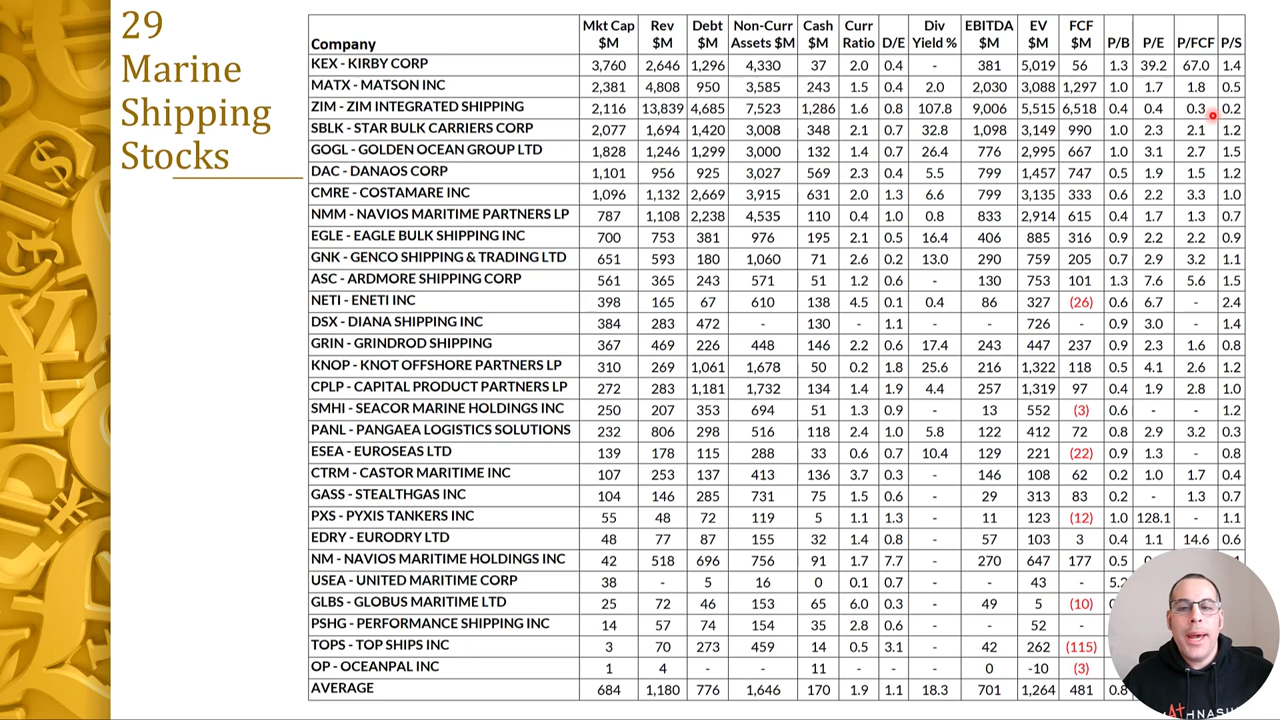 29
Marine
Shipping
Stocks
Company Mkt Cap $M Rev $M Debt $M Non-Curr Assets $M Cash $M Curr Ratio D/E Div Yield % EBITDA $M EV $M FCF $M P/B P/E P/FCF P/S
KEX - KIRBY CORP 3,760 2,646 1,296 4,330 37 2.0 0.4 - 381 5,019 56 1.3 39.2 67.0 1.4
MATX - MATSON INC 2,381 4,808 950 3,585 243 1.5 0.4 2.0 2,030 3,088 1,297 1.0 1.7 1.8 0.5
ZIM - ZIM INTEGRATED SHIPPING 2,116 13,839 4,685 7,523 1,286 1.6 0.8 107.8 9,006 5,515 6,518 0.4 0.4 0.3 0.2
SBLK - STAR BULK CARRIERS CORP 2,077 1,694 1,420 3,008 348 2.1 0.7 32.8 1,098 3,149 990 1.0 2.3 2.1 1.2
GOGL - GOLDEN OCEAN GROUP LTD 1,828 1,246 1,299 3,000 132 1.4 0.7 26.4 776 2,995 667 1.0 3.1 2.7 1.5
DAC - DANAOS CORP 1,101 956 925 3,027 569 2.3 0.4 5.5 799 1,457 747 0.5 1.9 1.5 1.2
CMRE - COSTAMARE INC 1,096 1,132 2,669 3,915 631 2.0 1.3 6.6 799 3,135 333 0.6 2.2 3.3 1.0
NMM - NAVIOS MARITIME PARTNERS LP 787 1,108 2,238 4,535 110 0.4 1.0 0.8 833 2,914 615 0.4 1.7 1.3 0.7
EGLE - EAGLE BULK SHIPPING INC 700 753 381 976 195 2.1 0.5 16.4 406 885 316 0.9 2.2 2.2 0.9
GNK - GENCO SHIPPING & TRADING LTD 651 593 180 1,060 71 2.6 0.2 13.0 290 759 205 0.7 2.9 3.2 1.1
ASC - ARDMORE SHIPPING CORP 561 365 243 571 51 1.2 0.6 - 130 753 101 1.3 7.6 5.6 1.5
NETI - ENETI INC 398 165 67 610 138 4.5 0.1 0.4 86 327 (26) 0.6 6.7 - 2.4
DSX - DIANA SHIPPING INC 384 283 472 - 130 - 1.1 - - 726 - 0.9 3.0 - 1.4
GRIN - GRINDROD SHIPPING 367 469 226 448 146 2.2 0.6 17.4 243 447 237 0.9 2.3 1.6 0.8
KNOP - KNOT OFFSHORE PARTNERS LP 310 269 1,061 1,678 50 0.2 1.8 25.6 216 1,322 118 0.5 4.1 2.6 1.2
CPLP - CAPITAL PRODUCT PARTNERS LP 272 283 1,181 1,732 134 1.4 1.9 4.4 257 1,319 97 0.4 1.9 2.8 1.0
SMHI - SEACOR MARINE HOLDINGS INC 250 207 353 694 51 1.3 0.9 - 13 552 (3) 0.6 - - 1.2
PANL - PANGAEA LOGISTICS SOLUTIONS 232 806 298 516 118 2.4 1.0 5.8 122 412 72 0.8 2.9 3.2 0.3
ESEA - EUROSEAS LTD 139 178 115 288 33 0.6 0.7 10.4 129 221 (22) 0.9 1.3 - 0.8
CTRM - CASTOR MARITIME INC 107 253 137 413 136 3.7 0.3 - 146 108 62 0.2 1.0 1.7 0.4
GASS - STEALTHGAS INC 104 146 285 731 75 1.5 0.6 - 29 313 83 0.2 - 1.3 0.7
PXS - PYXIS TANKERS INC 55 48 72 119 5 1.1 1.3 - 11 123 (12) 1.0 128.1 - 1.1
EDRY - EURODRY LTD 48 77 87 155 32 1.4 0.8 - 57 103 3 0.4 1.1 14.6 0.6
NM - NAVIOS MARITIME HOLDINGS INC 42 518 696 756 91 1.7 7.7 - 270 647 177 0.5
USEA - UNITED MARITIME CORP 38 - 5 16 0 0.1 0.7 - - 43 -
GLBS - GLOBUS MARITIME LTD 25 72 46 153 65 6.0 0.3 - 49 5 (10)
PSHG - PERFORMANCE SHIPPING INC 14 57 74 154 35 2.8 0.6 - - 52 -
TOPS - TOP SHIPS INC 3 70 273 459 14 0.5 3.1 - 42 262 (115)
OP - OCEANPAL INC 1 4 - - 11 - - - 0 -10 (3)
AVERAGE 684 1,180 776 1,646 170 1.9 1.1 18.3 701 1,264 481 0.8